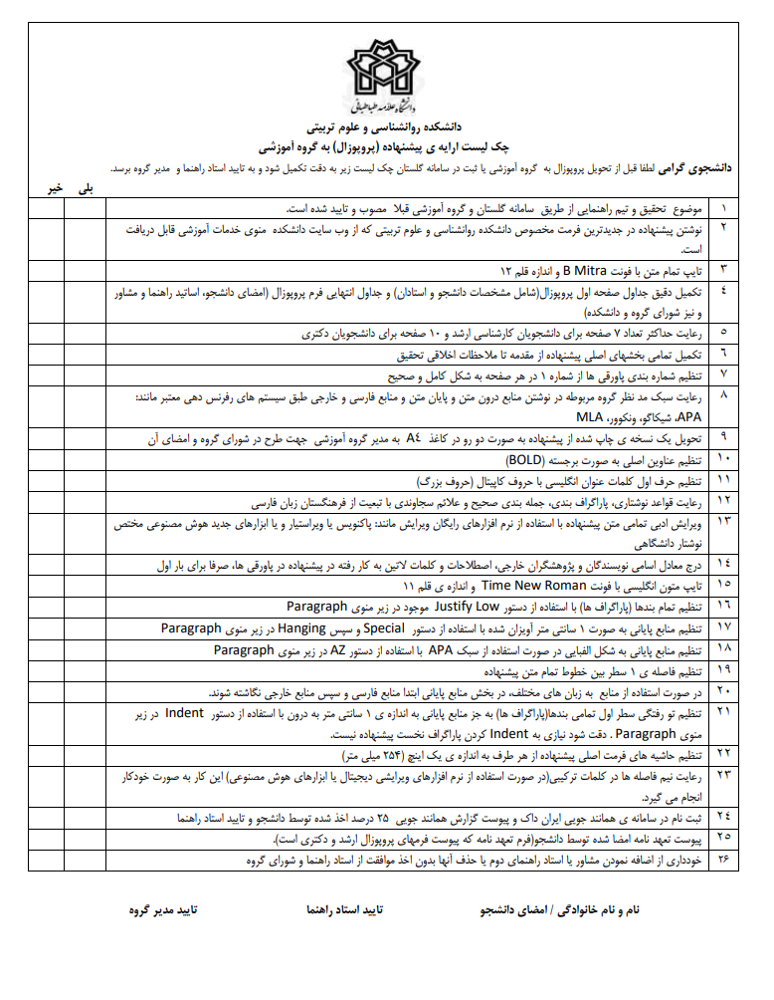 دانشگاه علامه طباطبائی
دانشکده روانشناسی و علوم تربیتی
چک لیست ارایه ی پیشنهاده (پروپوزال) به گروه آموزشی
دانشجوی گرامی لطفا قبل از تحویل پروپوزال به گروه آموزشی یا ثبت در سامانه گلستان چک لیست زیر به دقت تکمیل شود و به تایید استاد راهنما و مدیر گروه برسد.
بلی خیر
۱ موضوع تحقیق و تیم راهنمایی از طریق سامانه گلستان و گروه آموزشی قبلا مصوب و تایید شده است.
۲ نوشتن پیشنهاده در جدیدترین فرمت مخصوص دانشکده روانشناسی و علوم تربیتی که از وب سایت دانشکده منوی خدمات آموزشی قابل دریافت
است.
۳ تایپ تمام متن با فونت B Mitra و اندازه قلم ۱۲
۴ تکمیل دقیق جداول صفحه اول پروپوزال(شامل مشخصات دانشجو و استادان) و جداول انتهایی فرم پروپوزال (امضای دانشجو، اساتید راهنما و مشاور
و نیز شورای گروه و دانشکده)
۵ رعایت حداکثر تعداد ۷ صفحه برای دانشجویان کارشناسی ارشد و ۱۰ صفحه برای دانشجویان دکتری
۶ تکمیل تمامی بخشهای اصلی پیشنهاده از مقدمه تا ملاحظات اخلاقی تحقیق
۷ تنظیم شماره بندی پاورقی ها از شماره ۱ در هر صفحه به شکل کامل و صحیح
۸ رعایت سبک مد نظر گروه مربوطه در نوشتن منابع درون متن و پایان متن و منابع فارسی و خارجی طبق سیستم های رفرنس دهی معتبر مانند:
APA، شیکاگو، ونکوور، MLA
۹ تحویل یک نسخه ی چاپ شده از پیشنهاده به صورت دو رو در کاغذ A4 به مدیر گروه آموزشی جهت طرح در شورای گروه و امضای آن
۱۰ تنظیم عناوین اصلی به صورت برجسته (BOLD)
۱۱ تنظیم حرف اول کلمات عنوان انگلیسی با حروف کاپیتال (حروف بزرگ)
۱۲ رعایت قواعد نوشتاری، پاراگراف بندی، جمله بندی صحیح و علائم سجاوندی با تبعیت از فرهنگستان زبان فارسی
۱۳ ویرایش ادبی تمامی متن پیشنهاده با استفاده از نرم افزارهای رایگان ویرایش مانند: پاکنویس یا ویراستیار و یا ابزارهای جدید هوش مصنوعی مختص
نوشتار دانشگاهی
۱۴ درج معادل اسامی نویسندگان و پژوهشگران خارجی، اصطلاحات و کلمات لاتین به کار رفته در پیشنهاده در پاورقی ها، صرفا برای بار اول
۱۵ تایپ متون انگلیسی با فونت Time New Roman و اندازه ی قلم ۱۱
۱۶ تنظیم تمام بندها (پاراگراف ها) با استفاده از دستور Justify Low موجود در زیر منوی Paragraph
۱۷ تنظیم منابع پایانی به صورت ۱ سانتی متر آویزان شده با استفاده از دستور Special و سپس Hanging در زیر منوی Paragraph
۱۸ تنظیم منابع پایانی به شکل الفبایی در صورت استفاده از سبک APA با استفاده از دستور AZ در زیر منوی Paragraph
۱۹ تنظیم فاصله ی ۱ سطر بین خطوط تمام متن پیشنهاده
۲۰ در صورت استفاده از منابع به زبان های مختلف، در بخش منابع پایانی ابتدا منابع فارسی و سپس منابع خارجی نگاشته شوند.
۲۱ تنظیم تو رفتگی سطر اول تمامی بندها(پاراگراف ها) به جز منابع پایانی به اندازه ی ۱ سانتی متر به درون با استفاده از دستور Indent در زیر
منوی Paragraph . دقت شود نیازی به Indent کردن پاراگراف نخست پیشنهاده نیست.
۲۲ تنظیم حاشیه های فرمت اصلی پیشنهاده از هر طرف به اندازه ی یک اینچ (۲۵۴ میلی متر)
۲۳ رعایت نیم فاصله ها در کلمات ترکیبی(در صورت استفاده از نرم افزارهای ویرایشی دیجیتال یا ابزارهای هوش مصنوعی) این کار به صورت خودکار
انجام می گیرد.
۲۴ ثبت نام در سامانه ی همانند جویی ایران داک و پیوست گزارش همانند جویی ۲۵ درصد اخذ شده توسط دانشجو و تایید استاد راهنما
۲۵ پیوست تعهد نامه امضا شده توسط دانشجو(فرم تعهد نامه که پیوست فرمهای پروپوزال ارشد و دکتری است).
۲۶ خودداری از اضافه نمودن مشاور یا استاد راهنمای دوم یا حذف آنها بدون اخذ موافقت از استاد راهنما و شورای گروه
نام و نام خانوادگی / امضای دانشجو تایید استاد راهنما تایید مدیر گروه